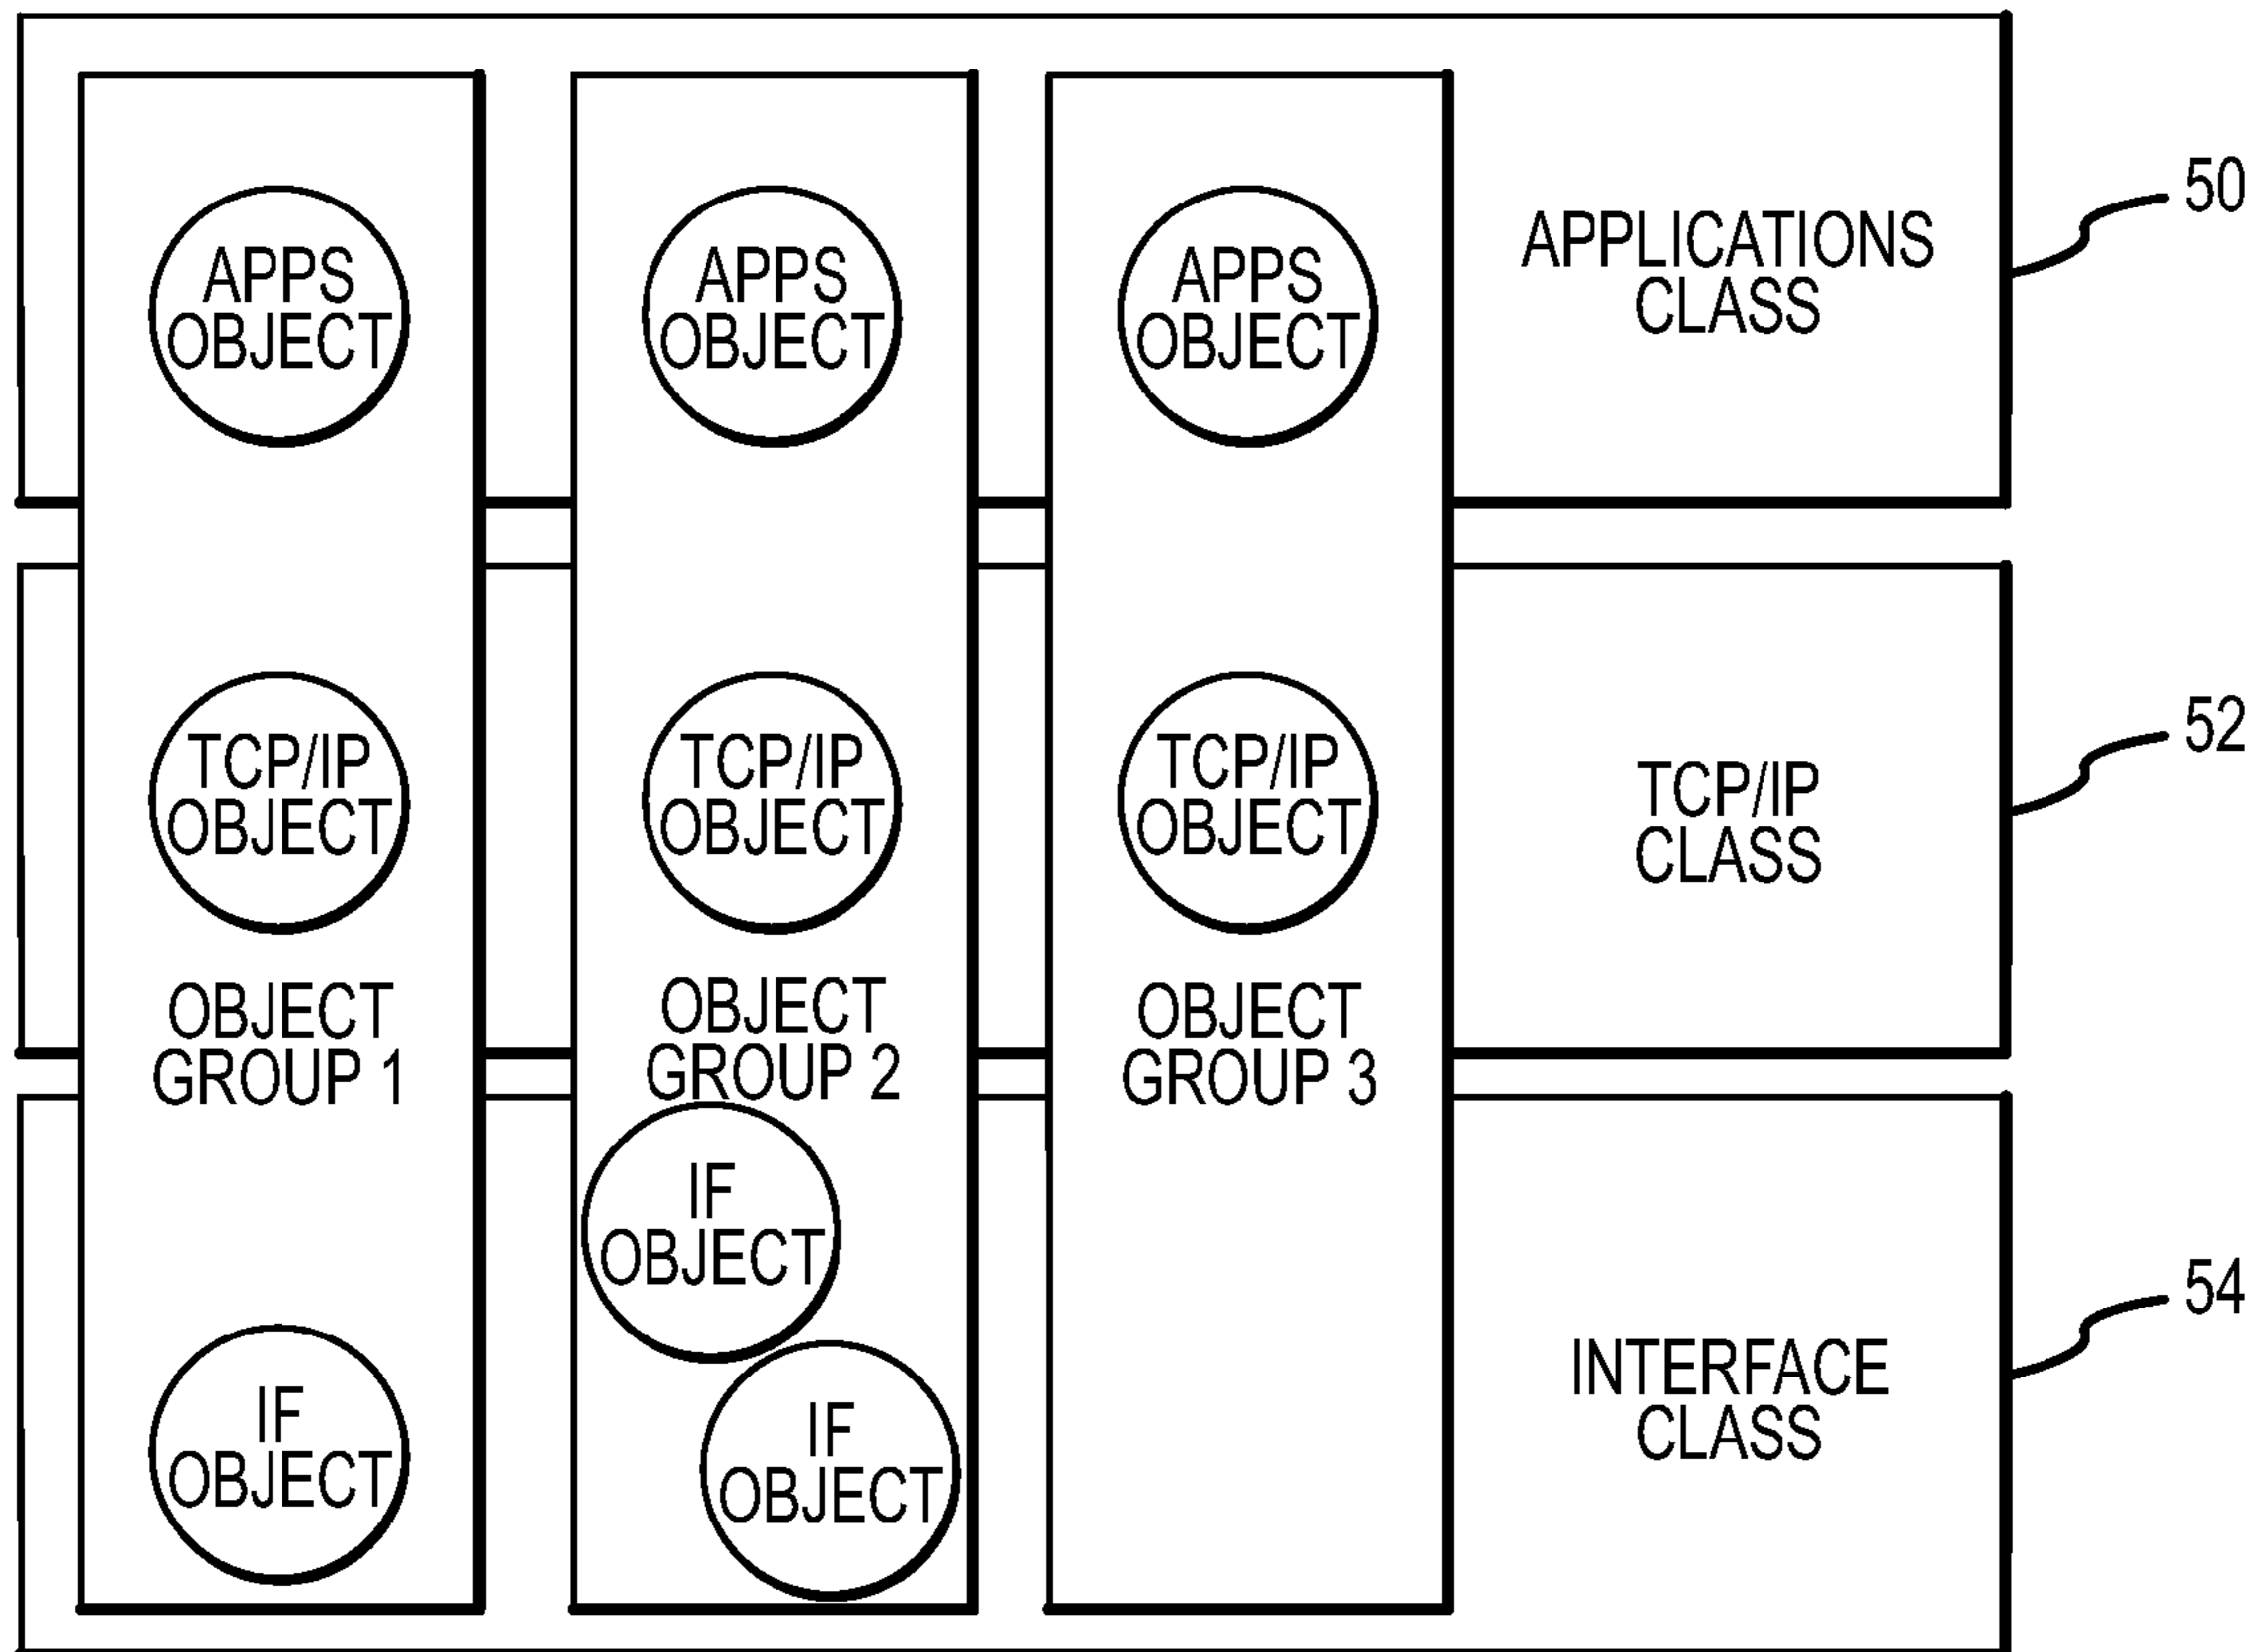 APPS
OBJECT
APPS
OBJECT
APPS
OBJECT
APPLICATIONS
CLASS
50
TCP/IP
OBJECT
TCP/IP
OBJECT
TCP/IP
OBJECT
TCP/IP
CLASS
52
OBJECT
GROUP 1
OBJECT
GROUP 2
OBJECT
GROUP 3
IF
OBJECT
IF
OBJECT
IF
OBJECT
INTERFACE
CLASS
54